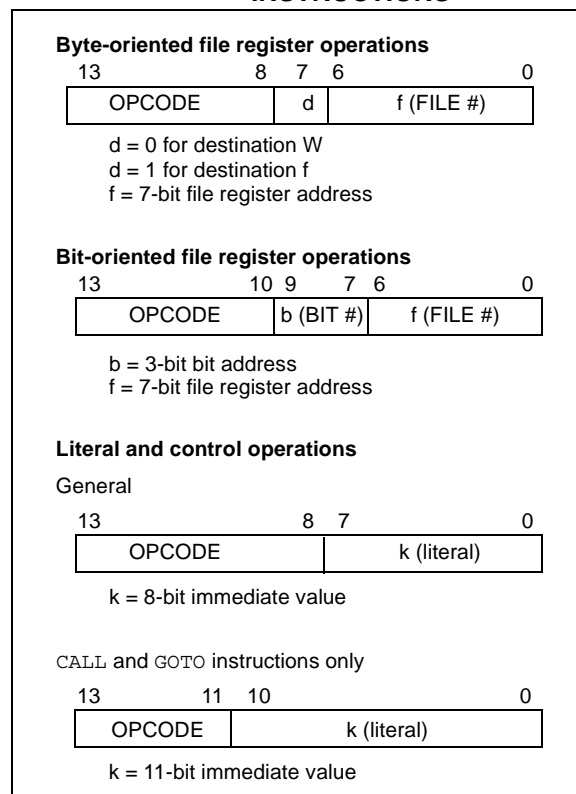 Byte-oriented file register operations
13 8 7 6 0
OPCODE d f (FILE #)
d = 0 for destination W
d = 1 for destination f
f = 7-bit file register address
Bit-oriented file register operations
13 10 9 7 6 0
OPCODE b (BIT #) f (FILE #)
b = 3-bit bit address
f = 7-bit file register address
Literal and control operations
General
13 8 7 0
OPCODE k (literal)
k = 8-bit immediate value
CALL and GOTO instructions only
13 11 10 0
OPCODE k (literal)
k = 11-bit immediate value